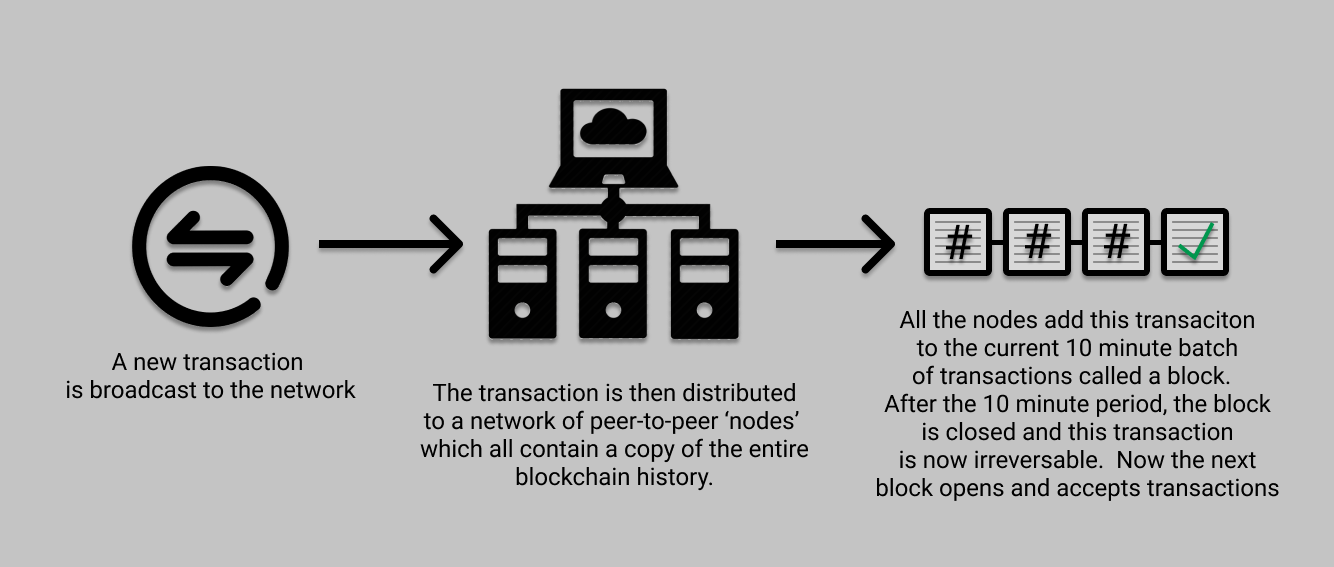 A new transaction
is broadcast to the network
The transaction is then distributed
to a network of peer-to-peer ‘nodes’
which all contain a copy of the entire
blockchain history.
# # #
All the nodes add this transaciton
to the current 10 minute batch
of transactions called a block.
After the 10 minute period, the block
is closed and this transaction
is now irreversable.  Now the next
block opens and accepts transactions